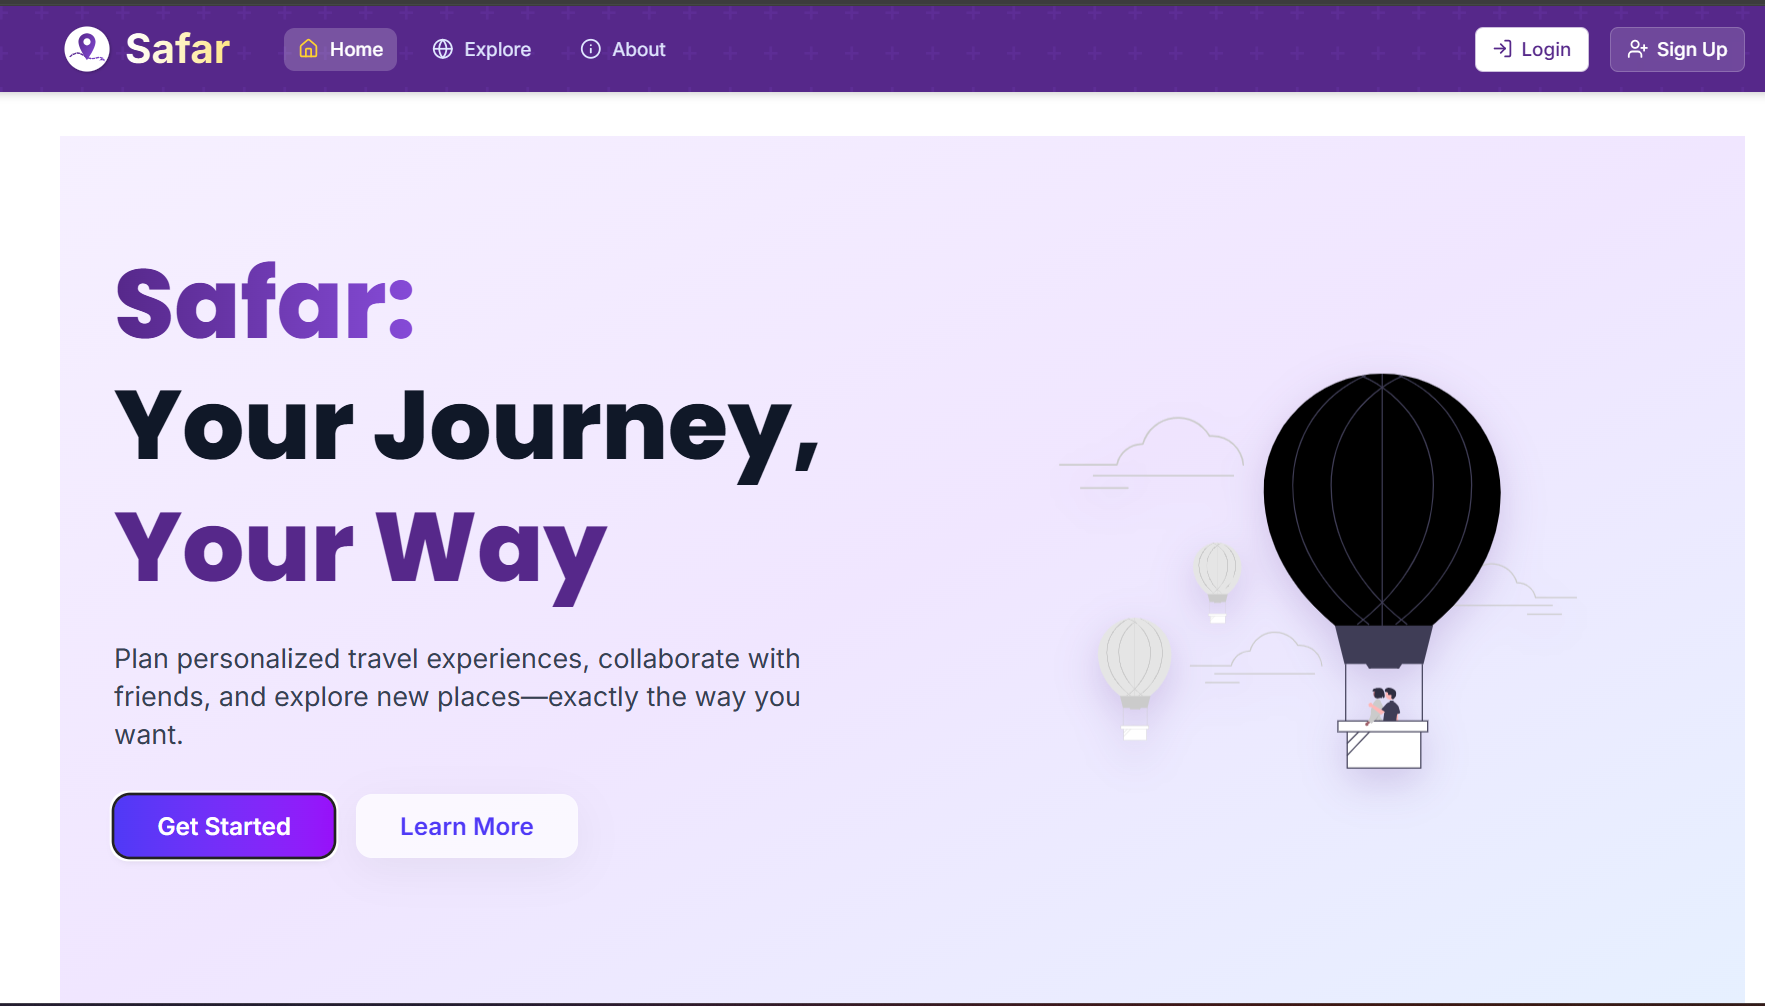 Safar
Home
Explore
About
Login
Sign Up
Safar:
Your Journey,
Your Way
Plan personalized travel experiences, collaborate with
friends, and explore new places—exactly the way you
want.
Get Started
Learn More